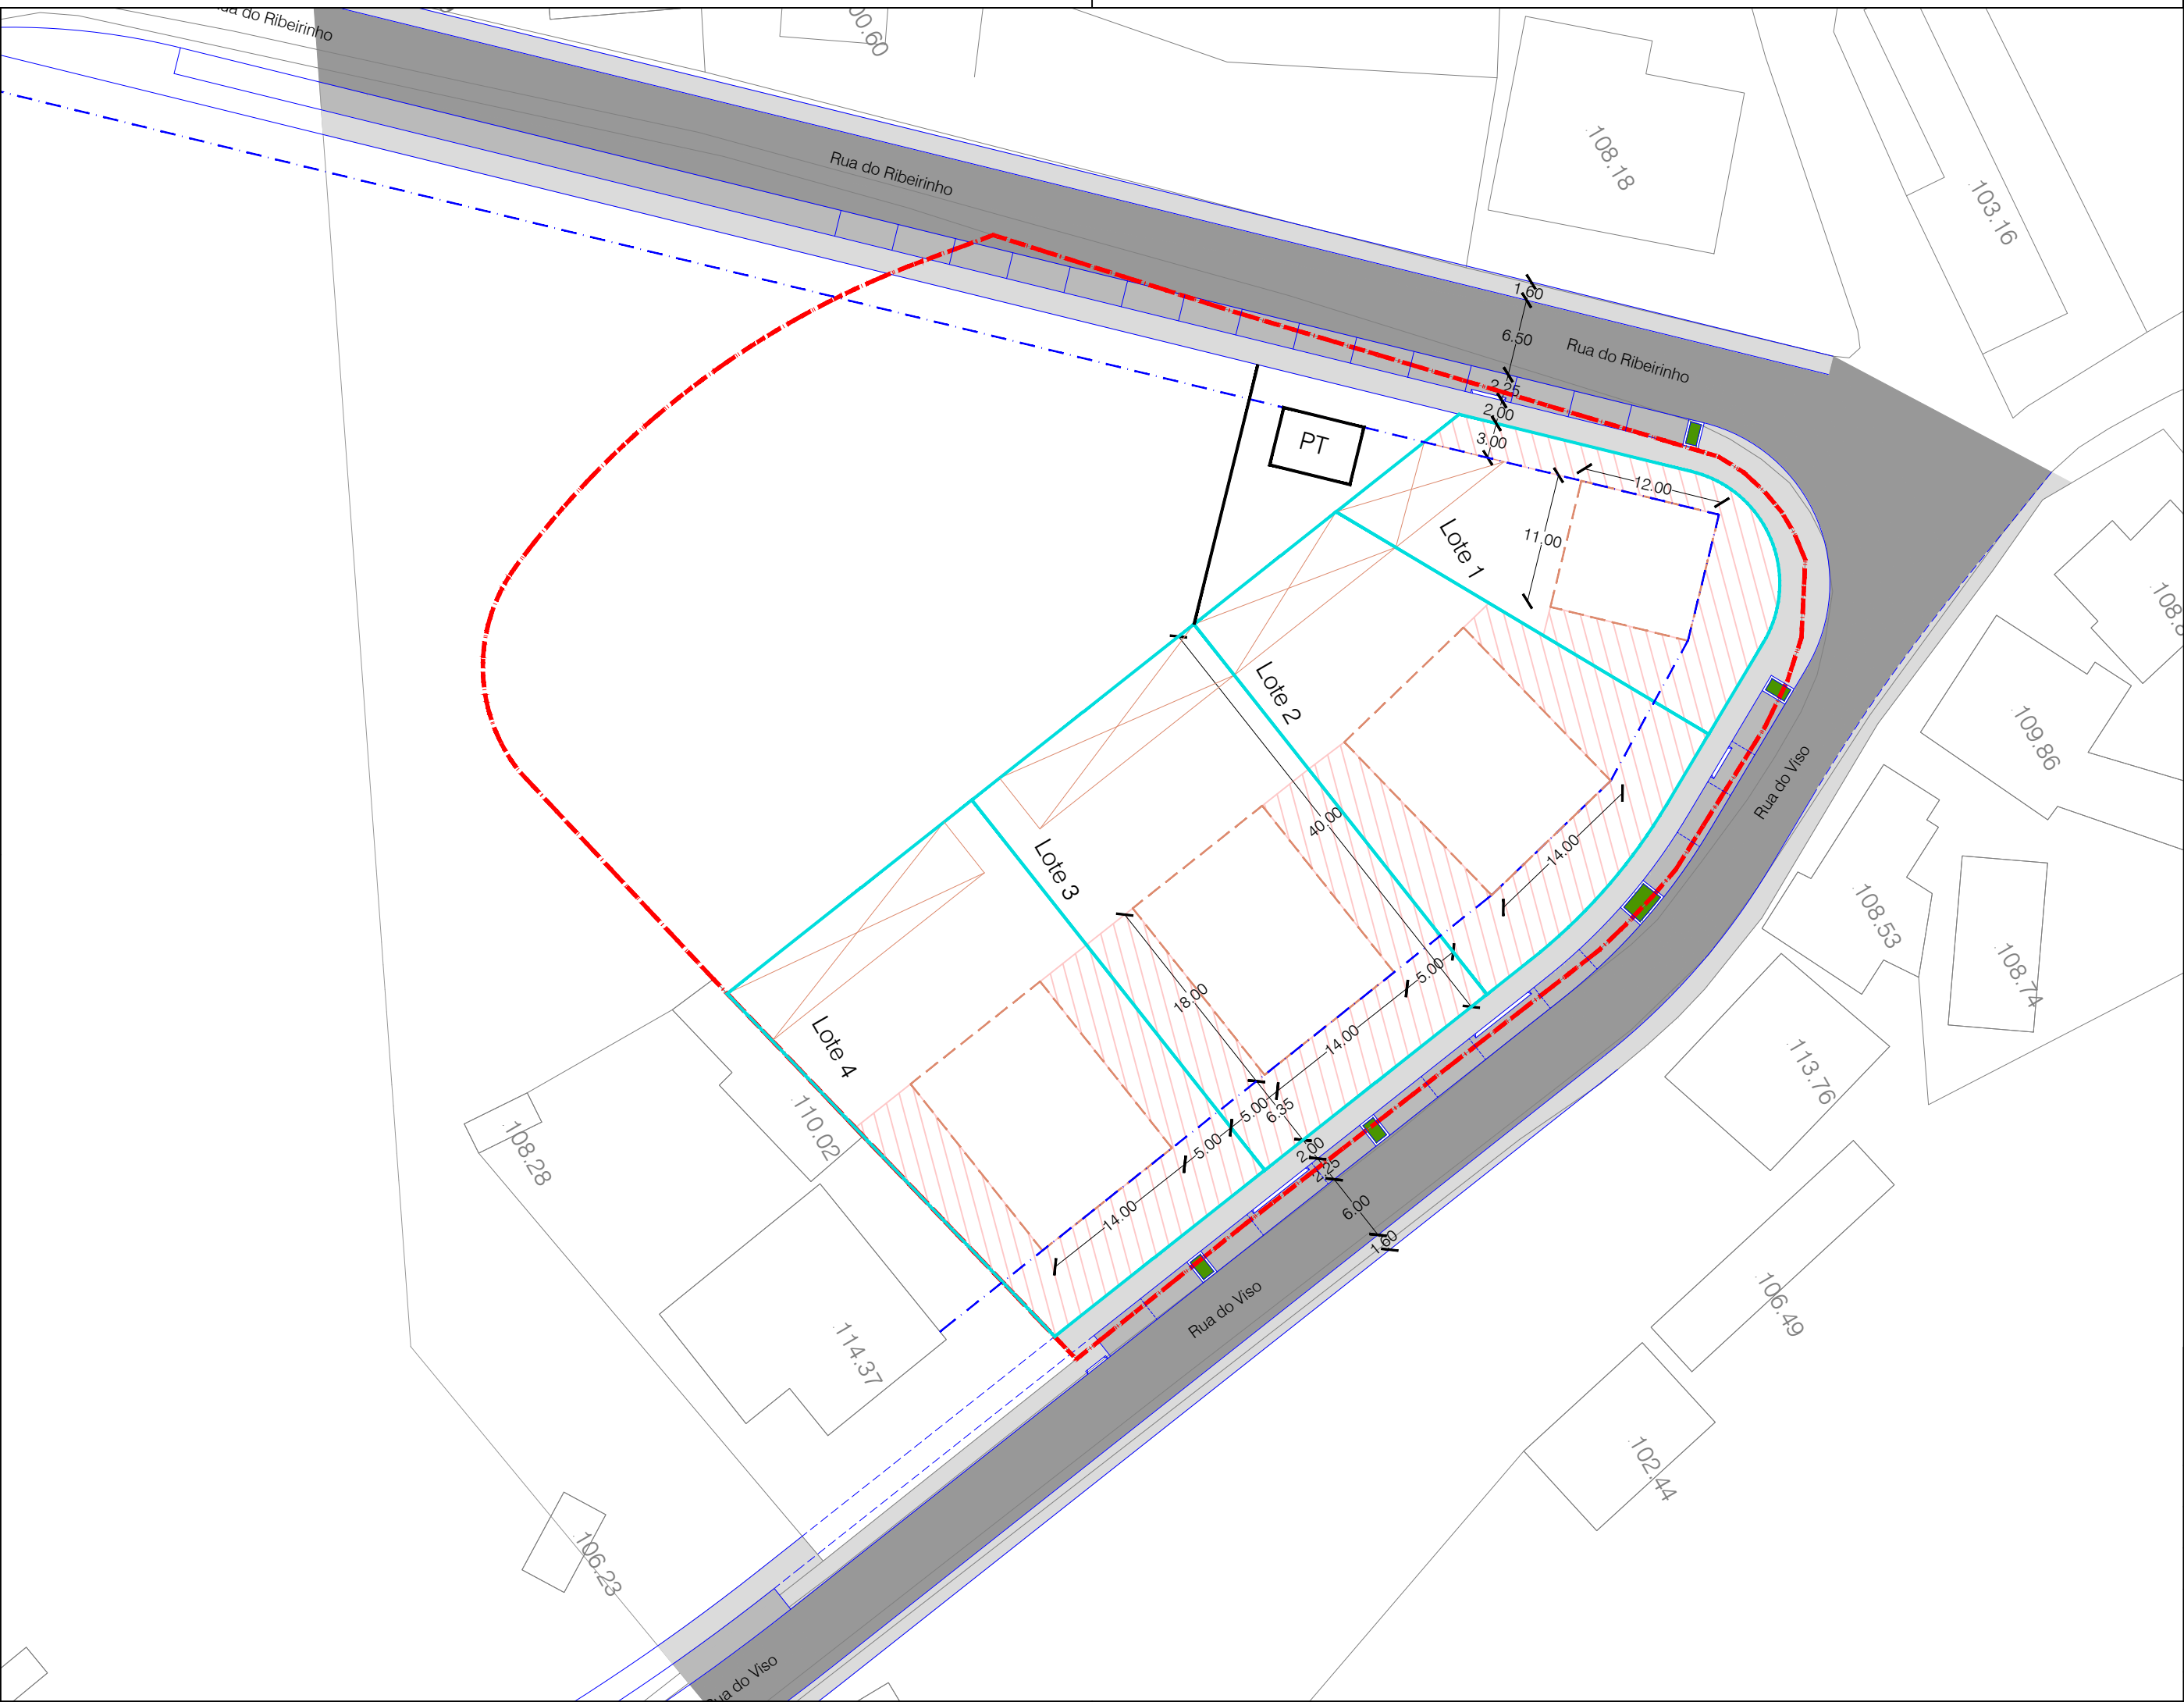 Rua do Ribeirinho
Rua do Ribeirinho
108.18
103.16
1.60
6.50
Rua do Ribeirinho
2.25
2.00
3.00
PT
12.00
11.00
Lote 1
Lote 2
109.86
Rua do Viso
40.00
14.00
Lote 3
108.53
108.74
5.00
18.00
14.00
Lote 4
113.76
110.02
108.28
5.00
6.35
5.00
2.00
2.25
14.00
6.00
1.60
Rua do Viso
106.49
114.37
102.44
106.23
Rua do Viso